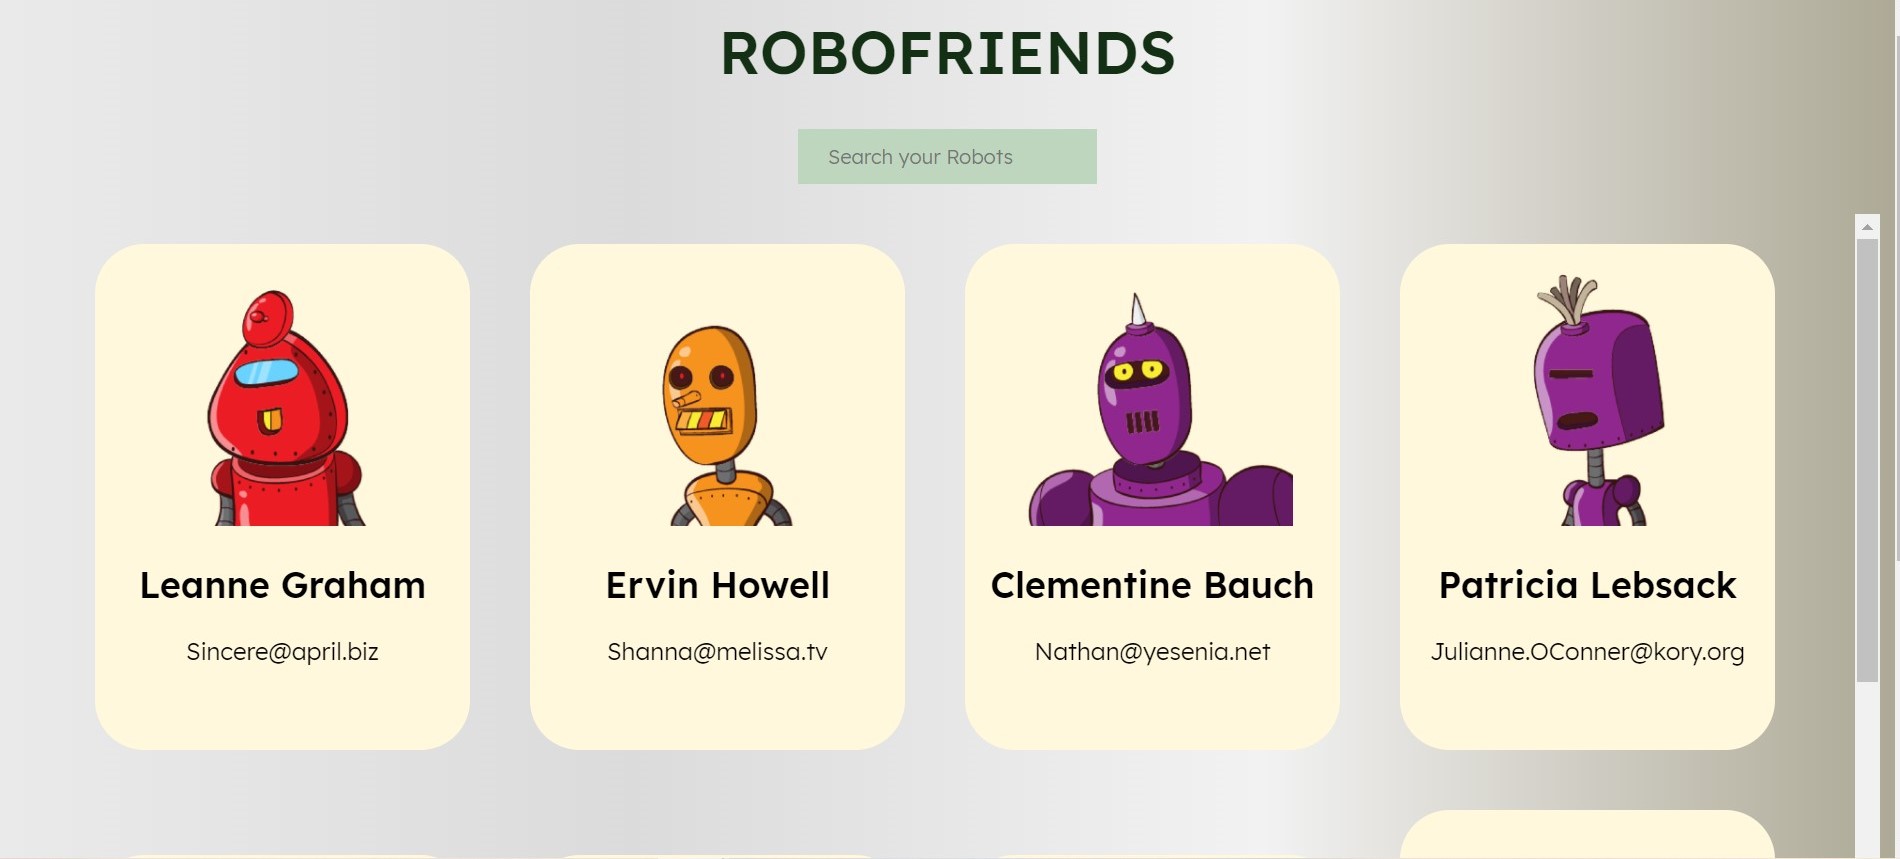 ROBOFRIENDS
Search your Robots
Leanne Graham
Sincere@april.biz
Ervin Howell
Shanna@melissa.tv
Clementine Bauch
Nathan@yesenia.net
Patricia Lebsack
Julianne.OConner@kory.org